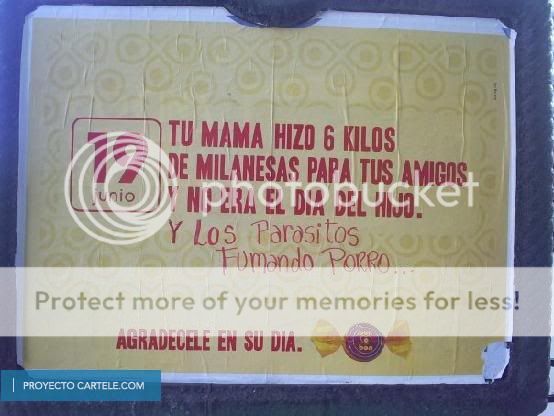 19
junio
TU MAMA HIZO 6 KILOS
DE MILANESAS PARA TUS AMIGOS
Y NO ERA EL DIA DEL HIJO.
Y Los Parasitos
Fumando Porro...
photobucket
Protect more of your memories for less!
AGRADECELE EN SU DIA.
PROYECTO CARTELE.COM